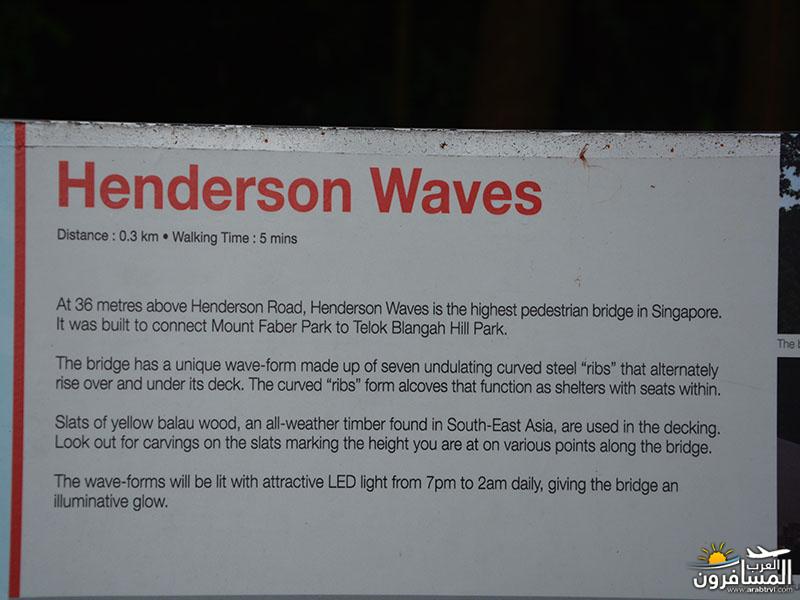 Henderson Waves
Distance : 0.3 km • Walking Time : 5 mins
At 36 metres above Henderson Road, Henderson Waves is the highest pedestrian bridge in Singapore.
It was built to connect Mount Faber Park to Telok Blangah Hill Park.
The bridge has a unique wave-form made up of seven undulating curved steel “ribs” that alternately
rise over and under its deck. The curved “ribs” form alcoves that function as shelters with seats within.
Slats of yellow balau wood, an all-weather timber found in South-East Asia, are used in the decking.
Look out for carvings on the slats marking the height you are at on various points along the bridge.
The wave-forms will be lit with attractive LED light from 7pm to 2am daily, giving the bridge an
illuminative glow.
The
العرب
المسافرون
www.arabtrvl.com